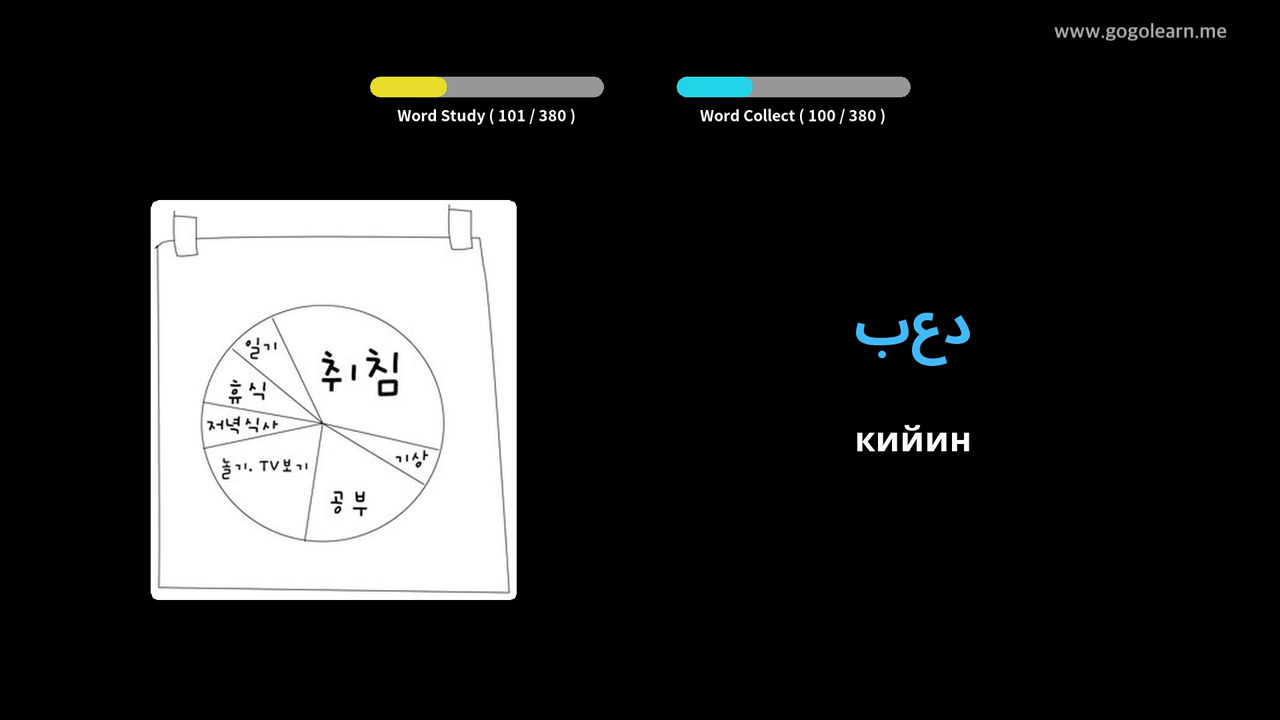 www.gogolearn.me
Word Study ( 101 / 380 )
Word Collect ( 100 / 380 )
일기
취침
휴식
저녁식사
놀기. TV보기
기상
공부
دعب
кийин